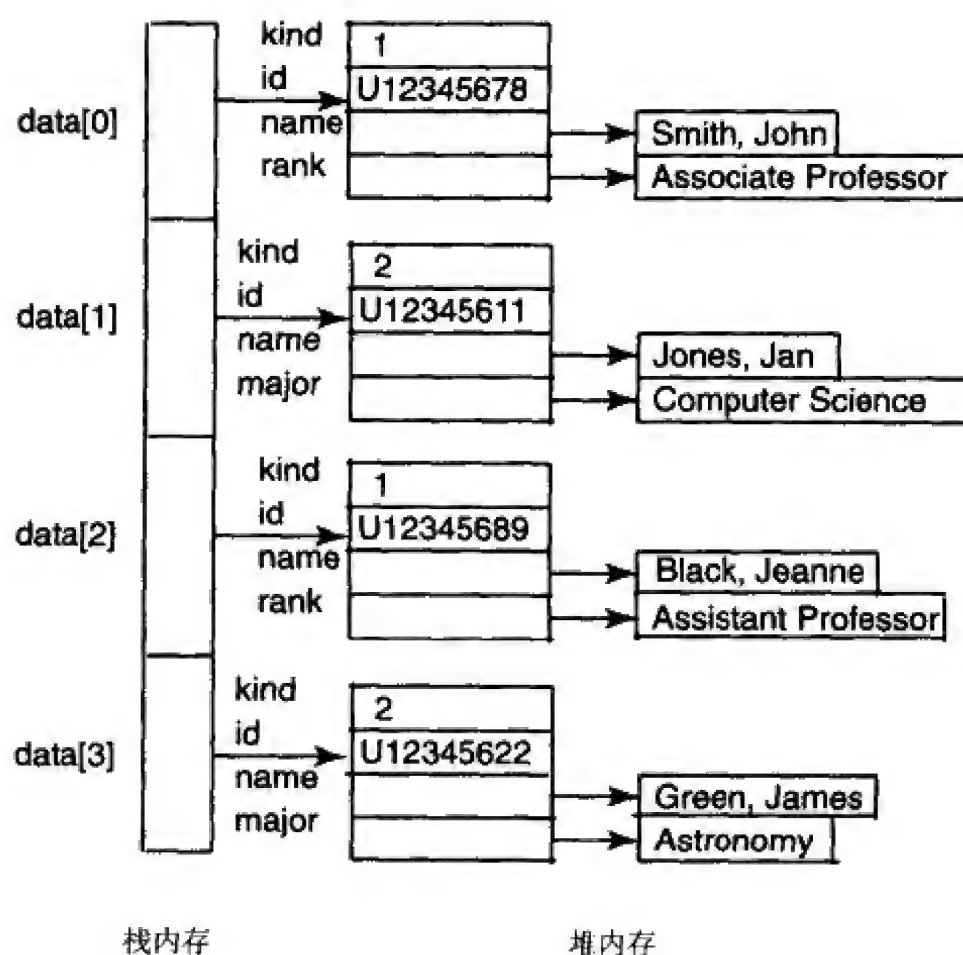 kind
1
id
U12345678
data[0]
name
Smith, John
rank
Associate Professor
kind
2
id
U12345611
data[1]
name
Jones, Jan
major
Computer Science
kind
1
id
U12345689
data[2]
name
Black, Jeanne
rank
Assistant Professor
kind
2
id
U12345622
data[3]
name
Green, James
major
Astronomy
栈内存 堆内存